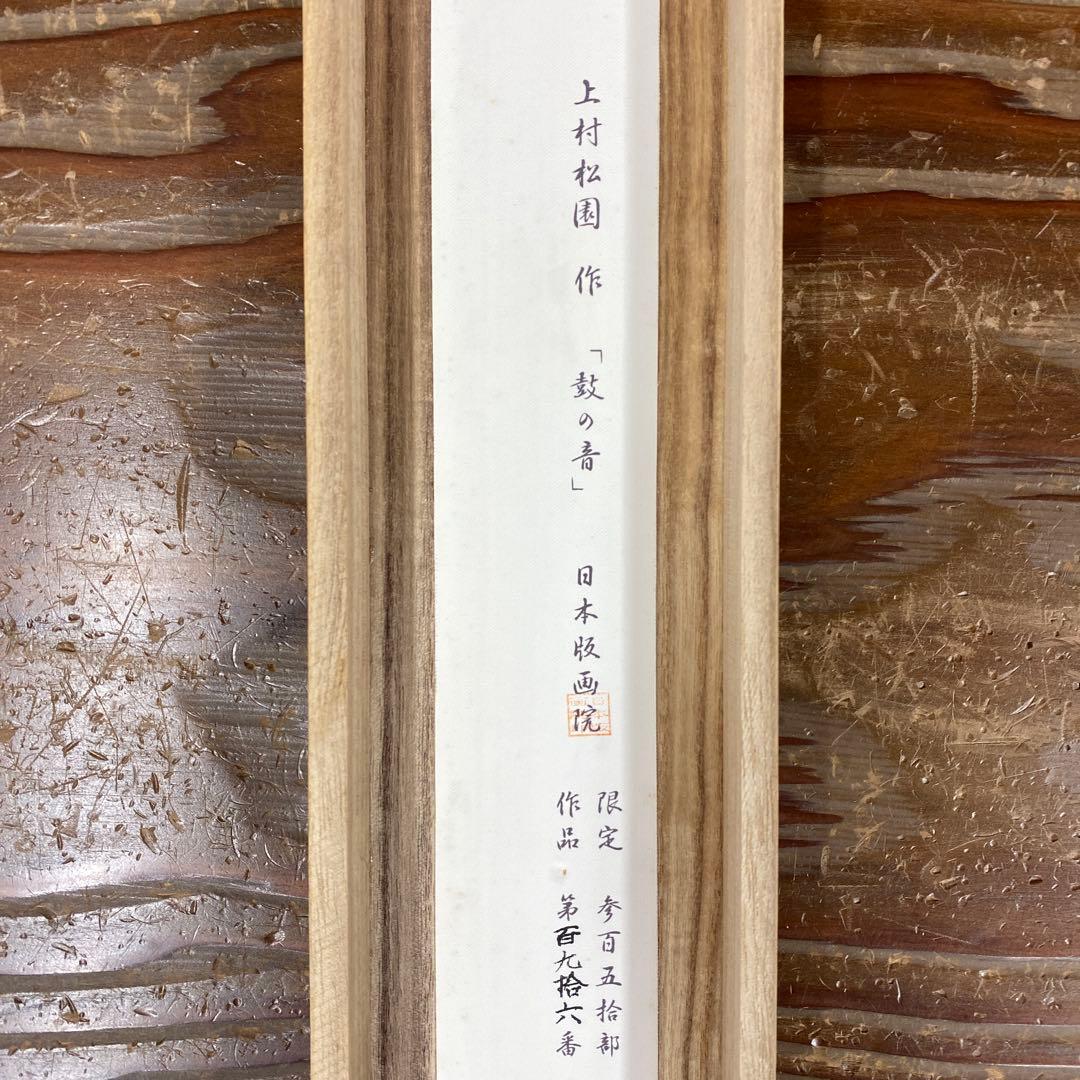 上村松園 作 「鼓の音」 日本版画院
限定 参百五拾部
作品 第百九拾六番